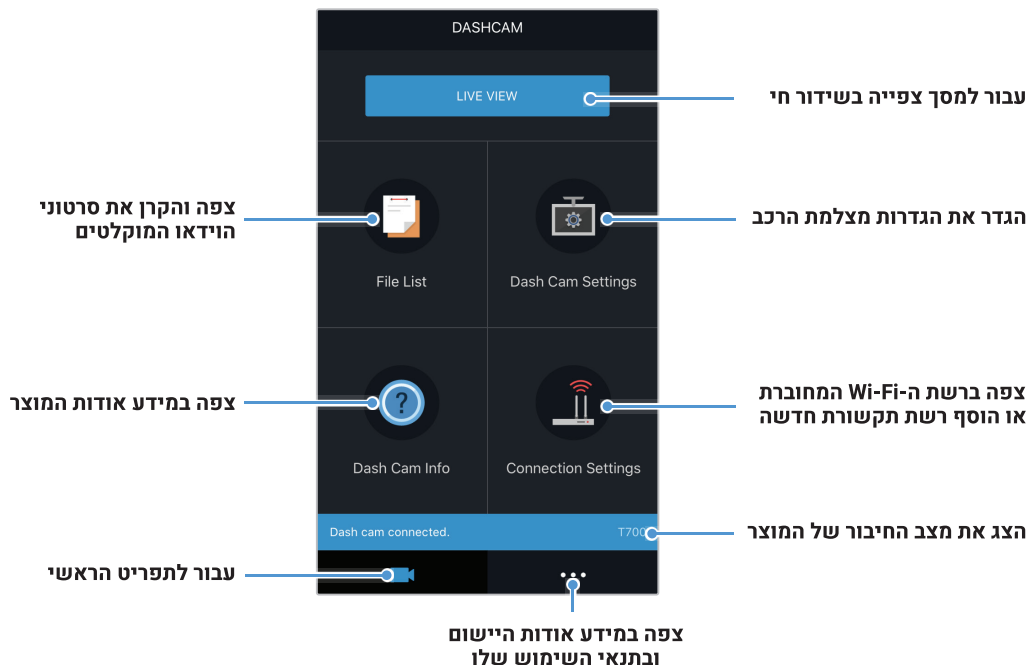 DASHCAM
LIVE VIEW
עבור למסך צפייה בשידור חי
צפה והקרן את סרטוני
הוידאו המוקלטים
File List
Dash Cam Settings
הגדר את הגדרות מצלמת הרכב
צפה במידע אודות המוצר
Dash Cam Info
Connection Settings
צפה ברשת ה-Wi-Fi המחוברת
או הוסף רשת תקשורת חדשה
Dash cam connected.
T700
הצג את מצב החיבור של המוצר
עבור לתפריט הראשי
צפה במידע אודות היישום
ובתנאי השימוש שלו